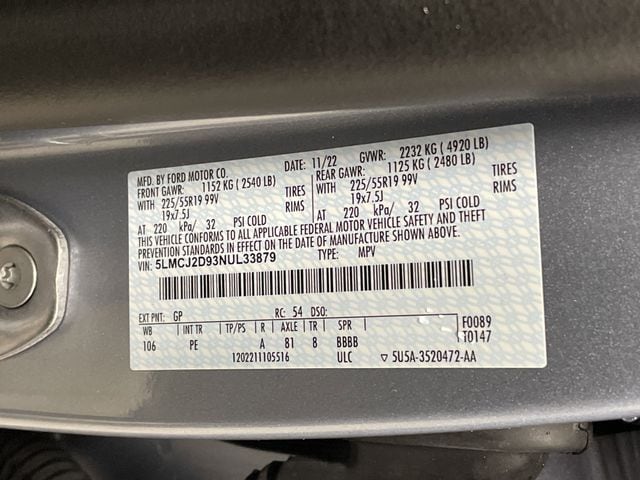 MFD. BY FORD MOTOR CO. DATE: 11/22 GVWR: 2232 KG ( 4920 LB)
FRONT GAWR: 1152 KG ( 2540 LB) REAR GAWR: 1125 KG ( 2480 LB)
WITH 225/55R19 99V TIRES WITH 225/55R19 99V TIRES
19x7.5J RIMS 19x7.5J RIMS
AT 220 kPa/ 32 PSI COLD AT 220 kPa/ 32 PSI COLD
THIS VEHICLE CONFORMS TO ALL APPLICABLE FEDERAL MOTOR VEHICLE SAFETY AND THEFT
PREVENTION STANDARDS IN EFFECT ON THE DATE OF MANUFACTURE SHOWN ABOVE.
5LMCJ2D93NUL33879 TYPE: MPV
EXT PNT: GP RC: 54 DSO:
WB INT TR TP/PS R AXLE TR SPR F0089
106 PE A 81 8 BBBB T0147
1202211105516 ULC ▽ 5U5A-3520472-AA